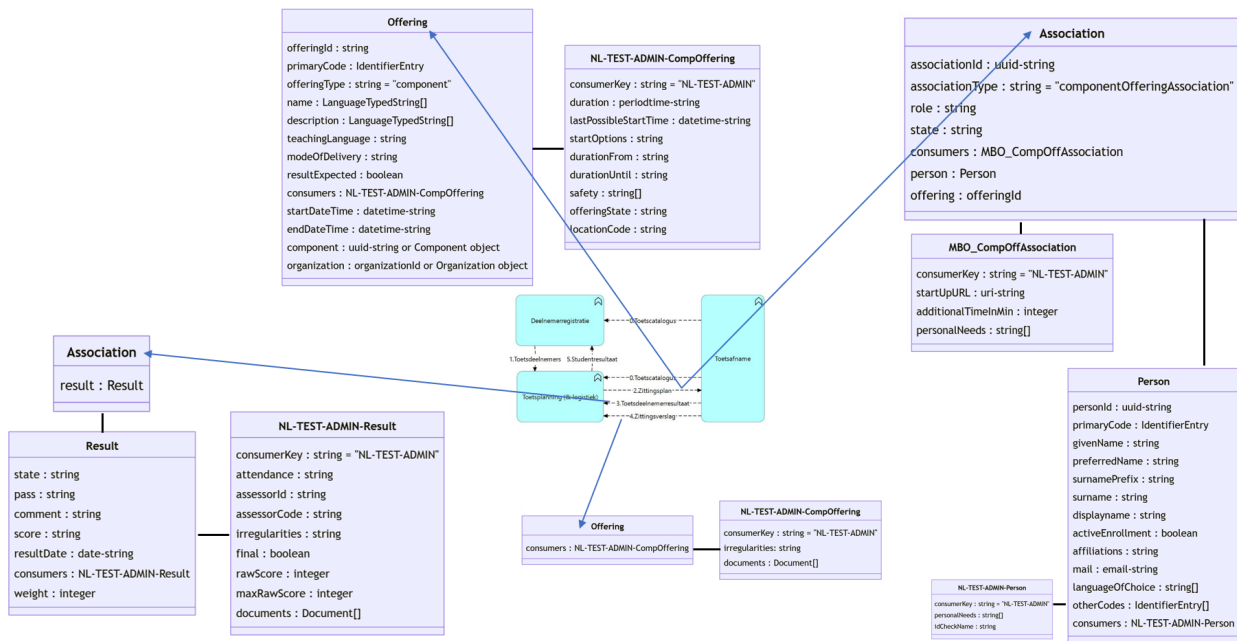 Offering
offeringId : string
primaryCode : IdentifierEntry
offeringType : string = "component"
name : LanguageTypedString[]
description : LanguageTypedString[]
teachingLanguage : string
modeOfDelivery : string
resultExpected : boolean
consumers : NL-TEST-ADMIN-CompOffering
startDateTime : datetime-string
endDateTime : datetime-string
component : uuid-string or Component object
organization : organizationId or Organization object
NL-TEST-ADMIN-CompOffering
consumerKey : string = "NL-TEST-ADMIN"
duration : periodtime-string
lastPossibleStartTime : datetime-string
startOptions : string
durationFrom : string
durationUntil : string
safety : string[]
offeringState : string
locationCode : string
Association
associationId : uuid-string
associationType : string = "componentOfferingAssociation"
role : string
state : string
consumers : MBO_CompOffAssociation
person : Person
offering : offeringId
MBO_CompOffAssociation
consumerKey : string = "NL-TEST-ADMIN"
startUpURL : uri-string
additionalTimeInMin : integer
personalNeeds : string[]
Deelnemerregistratie
0.Toetscatalogus
Toetsafname
1.Toetsdeelnemers
5.Studentresultaat
0.Toetscatalogus
2.Zittingsplan
Toetsplanning (& logistiek)
3.Toetsdeelnemerresultaat
4.Zittingsverslag
Association
result : Result
Result
state : string
pass : string
comment : string
score : string
resultDate : date-string
consumers : NL-TEST-ADMIN-Result
weight : integer
NL-TEST-ADMIN-Result
consumerKey : string = "NL-TEST-ADMIN"
attendance : string
assessorId : string
assessorCode : string
irregularities : string
final : boolean
rawScore : integer
maxRawScore : integer
documents : Document[]
Offering
consumers : NL-TEST-ADMIN-CompOffering
NL-TEST-ADMIN-CompOffering
consumerKey : string = "NL-TEST-ADMIN"
irregularities: string
documents : Document[]
Person
personId : uuid-string
primaryCode : IdentifierEntry
givenName : string
preferredName : string
surnamePrefix : string
surname : string
displayname : string
activeEnrollment : boolean
affiliations : string
mail : email-string
languageOfChoice : string[]
otherCodes : IdentifierEntry[]
consumers : NL-TEST-ADMIN-Person
NL-TEST-ADMIN-Person
consumerKey : string = "NL-TEST-ADMIN"
personalNeeds : string[]
idCheckName : string